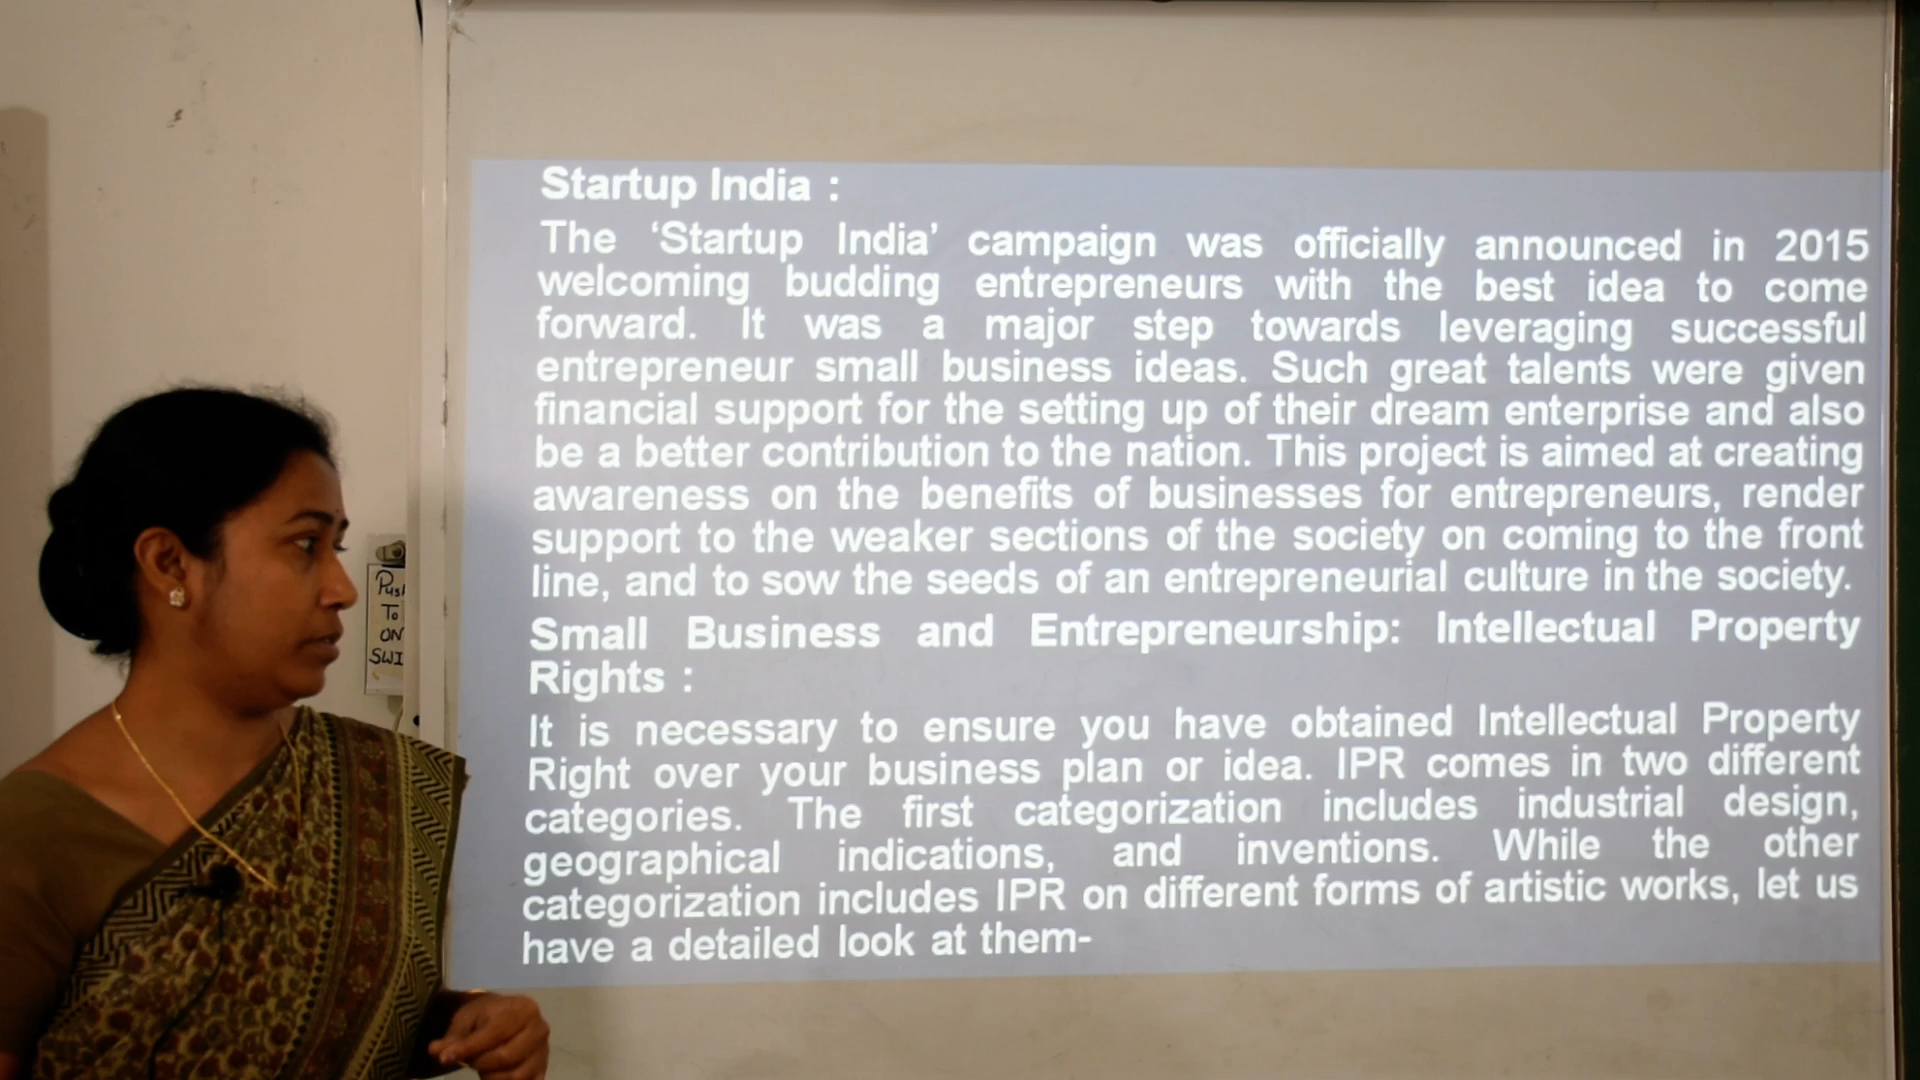 Startup India :
The ‘Startup India’ campaign was officially announced in 2015
welcoming budding entrepreneurs with the best idea to come
forward. It was a major step towards leveraging successful
entrepreneur small business ideas. Such great talents were given
financial support for the setting up of their dream enterprise and also
be a better contribution to the nation. This project is aimed at creating
awareness on the benefits of businesses for entrepreneurs, render
support to the weaker sections of the society on coming to the front
line, and to sow the seeds of an entrepreneurial culture in the society.
Small Business and Entrepreneurship: Intellectual Property
Rights :
It is necessary to ensure you have obtained Intellectual Property
Right over your business plan or idea. IPR comes in two different
categories. The first categorization includes industrial design,
geographical indications, and inventions. While the other
categorization includes IPR on different forms of artistic works, let us
have a detailed look at them-
To
ON